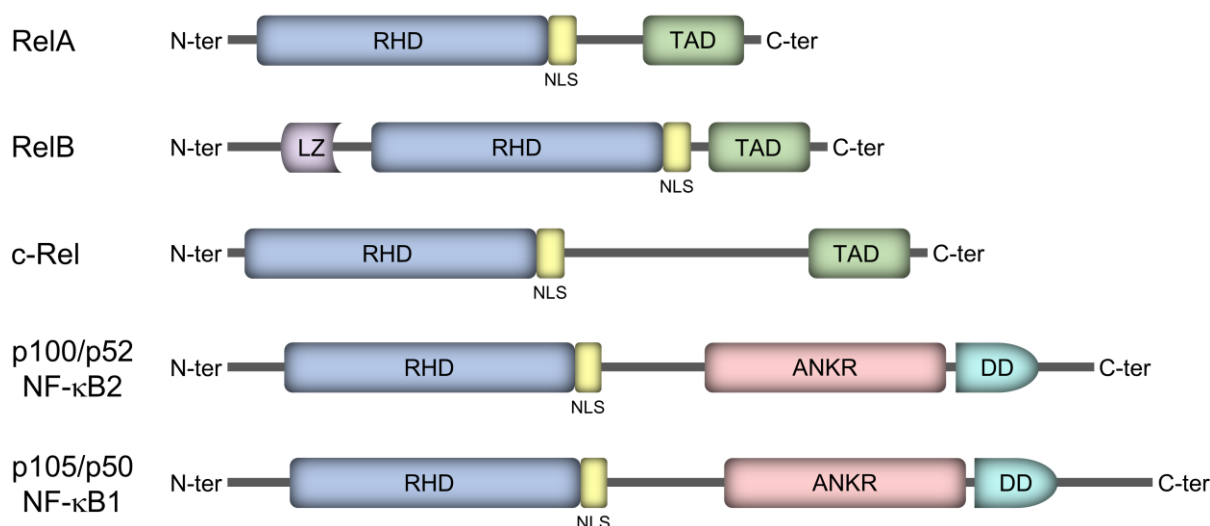 RelA N-ter RHD NLS TAD C-ter
RelB N-ter LZ RHD NLS TAD C-ter
c-Rel N-ter RHD NLS TAD C-ter
p100/p52
NF-κB2
N-ter RHD NLS ANKR DD C-ter
p105/p50
NF-κB1
N-ter RHD NLS ANKR DD C-ter